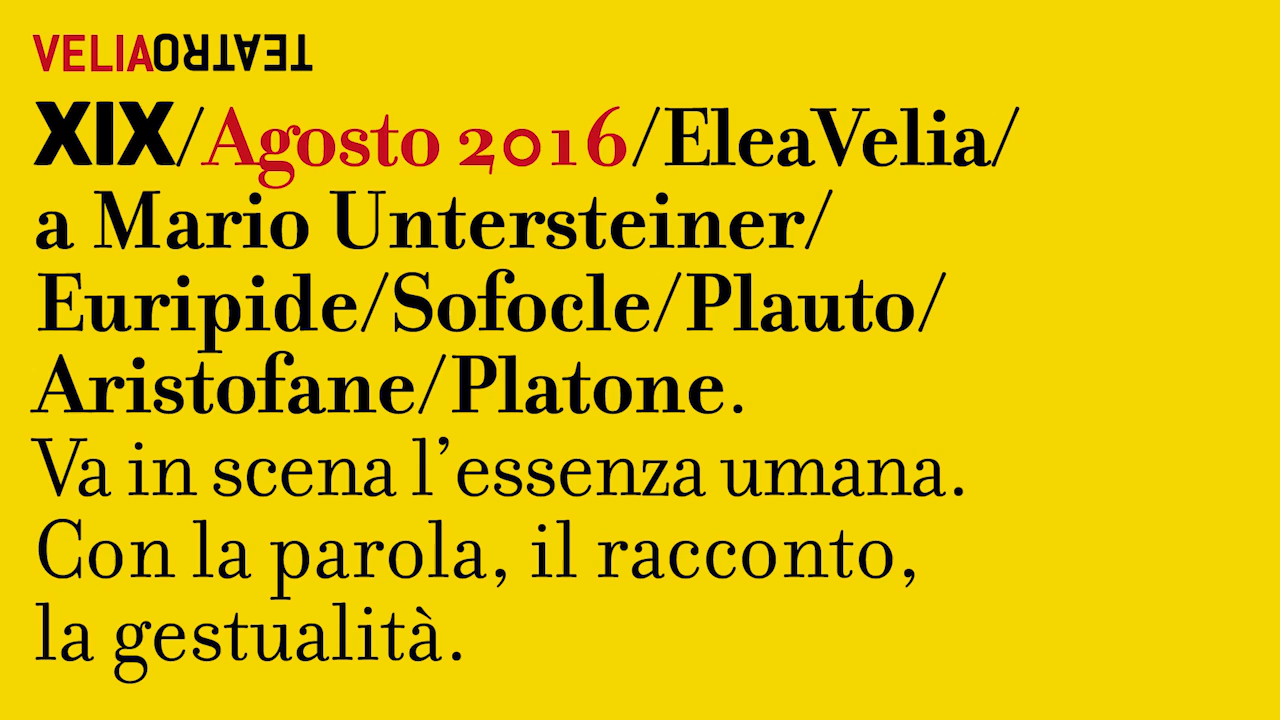 VELIATEATRO
XIX/Agosto 2016/EleaVelia/
a Mario Untersteiner/
Euripide/Sofocle/Plauto/
Aristofane/Platone.
Va in scena l’essenza umana.
Con la parola, il racconto,
la gestualità.